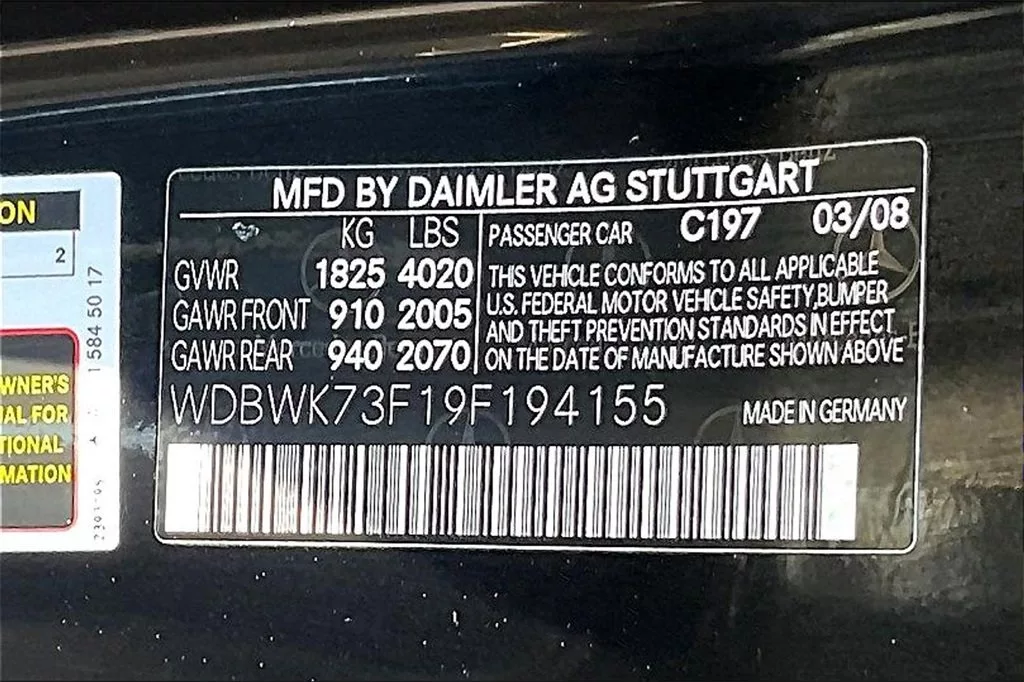 ON
2
1 584 50 17
WNER'S
AL FOR
TIONAL
MATION
MFD BY DAIMLER AG STUTTGART
KG LBS
GVWR 1825 4020
GAWR FRONT 910 2005
GAWR REAR 940 2070
PASSENGER CAR C197 03/08
THIS VEHICLE CONFORMS TO ALL APPLICABLE
U.S. FEDERAL MOTOR VEHICLE SAFETY,BUMPER
AND THEFT PREVENTION STANDARDS IN EFFECT
ON THE DATE OF MANUFACTURE SHOWN ABOVE
WDBWK73F19F194155
MADE IN GERMANY